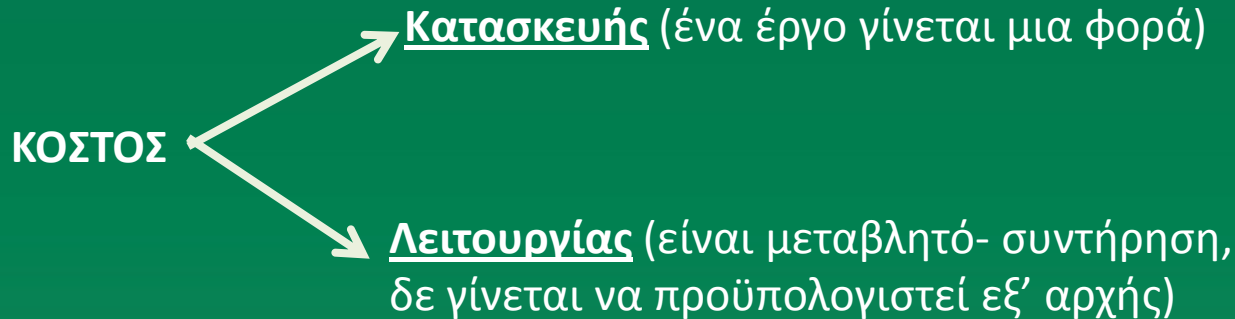 Κατασκευής (ένα έργο γίνεται μια φορά)
ΚΟΣΤΟΣ
Λειτουργίας (είναι μεταβλητό- συντήρηση,
δε γίνεται να προϋπολογιστεί εξ’ αρχής)